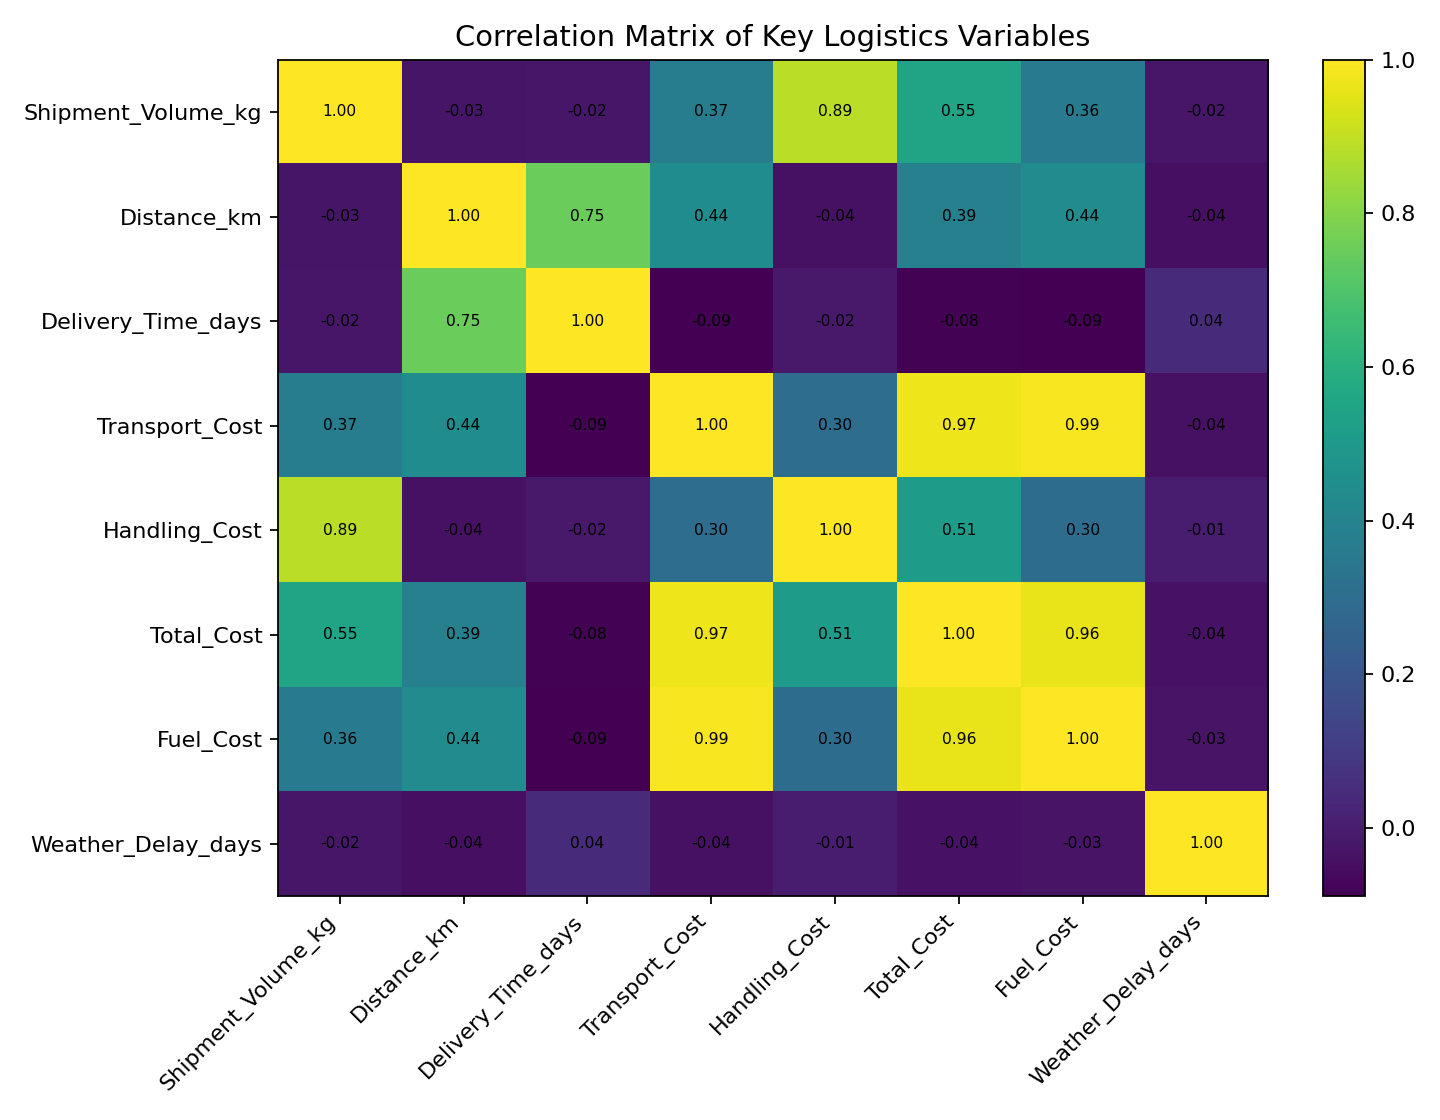 Correlation Matrix of Key Logistics Variables
Shipment_Volume_kg 1.00 -0.03 -0.02 0.37 0.89 0.55 0.36 -0.02
Distance_km -0.03 1.00 0.75 0.44 -0.04 0.39 0.44 -0.04
Delivery_Time_days -0.02 0.75 1.00 -0.09 -0.02 -0.08 -0.09 0.04
Transport_Cost 0.37 0.44 -0.09 1.00 0.30 0.97 0.99 -0.04
Handling_Cost 0.89 -0.04 -0.02 0.30 1.00 0.51 0.30 -0.01
Total_Cost 0.55 0.39 -0.08 0.97 0.51 1.00 0.96 -0.04
Fuel_Cost 0.36 0.44 -0.09 0.99 0.30 0.96 1.00 -0.03
Weather_Delay_days -0.02 -0.04 0.04 -0.04 -0.01 -0.04 -0.03 1.00
Shipment_Volume_kg
Distance_km
Delivery_Time_days
Transport_Cost
Handling_Cost
Total_Cost
Fuel_Cost
Weather_Delay_days
1.0
0.8
0.6
0.4
0.2
0.0